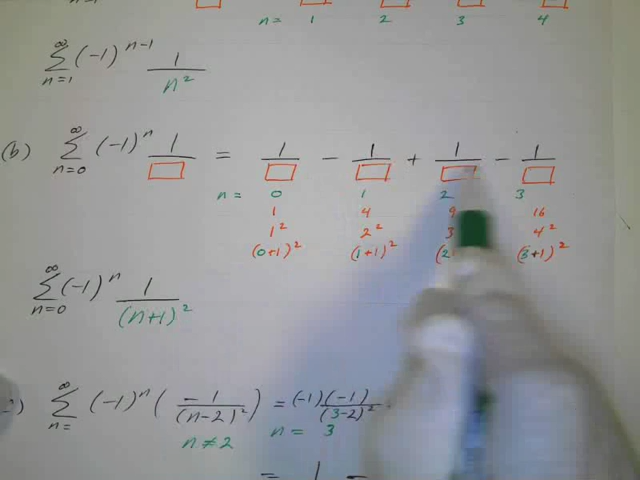 n = 1 2 3 4
∞
∑ (-1)^(n-1) 1/n²
n=1
(b) ∑_{n=0}^{∞} (-1)^n 1/□ = 1/□ - 1/□ + 1/□ - 1/□
n = 0 1 2 3
1 4 9 16
1² 2² 3 4²
(0+1)² (1+1)² (2 (3+1)²
∑_{n=0}^{∞} (-1)^n 1/(n+1)²
) ∑_{n=}^{∞} (-1)^n ( -1/(n-2)² ) = (-1)(-1)/(3-2)²
n ≠ 2 n = 3
= 1 -